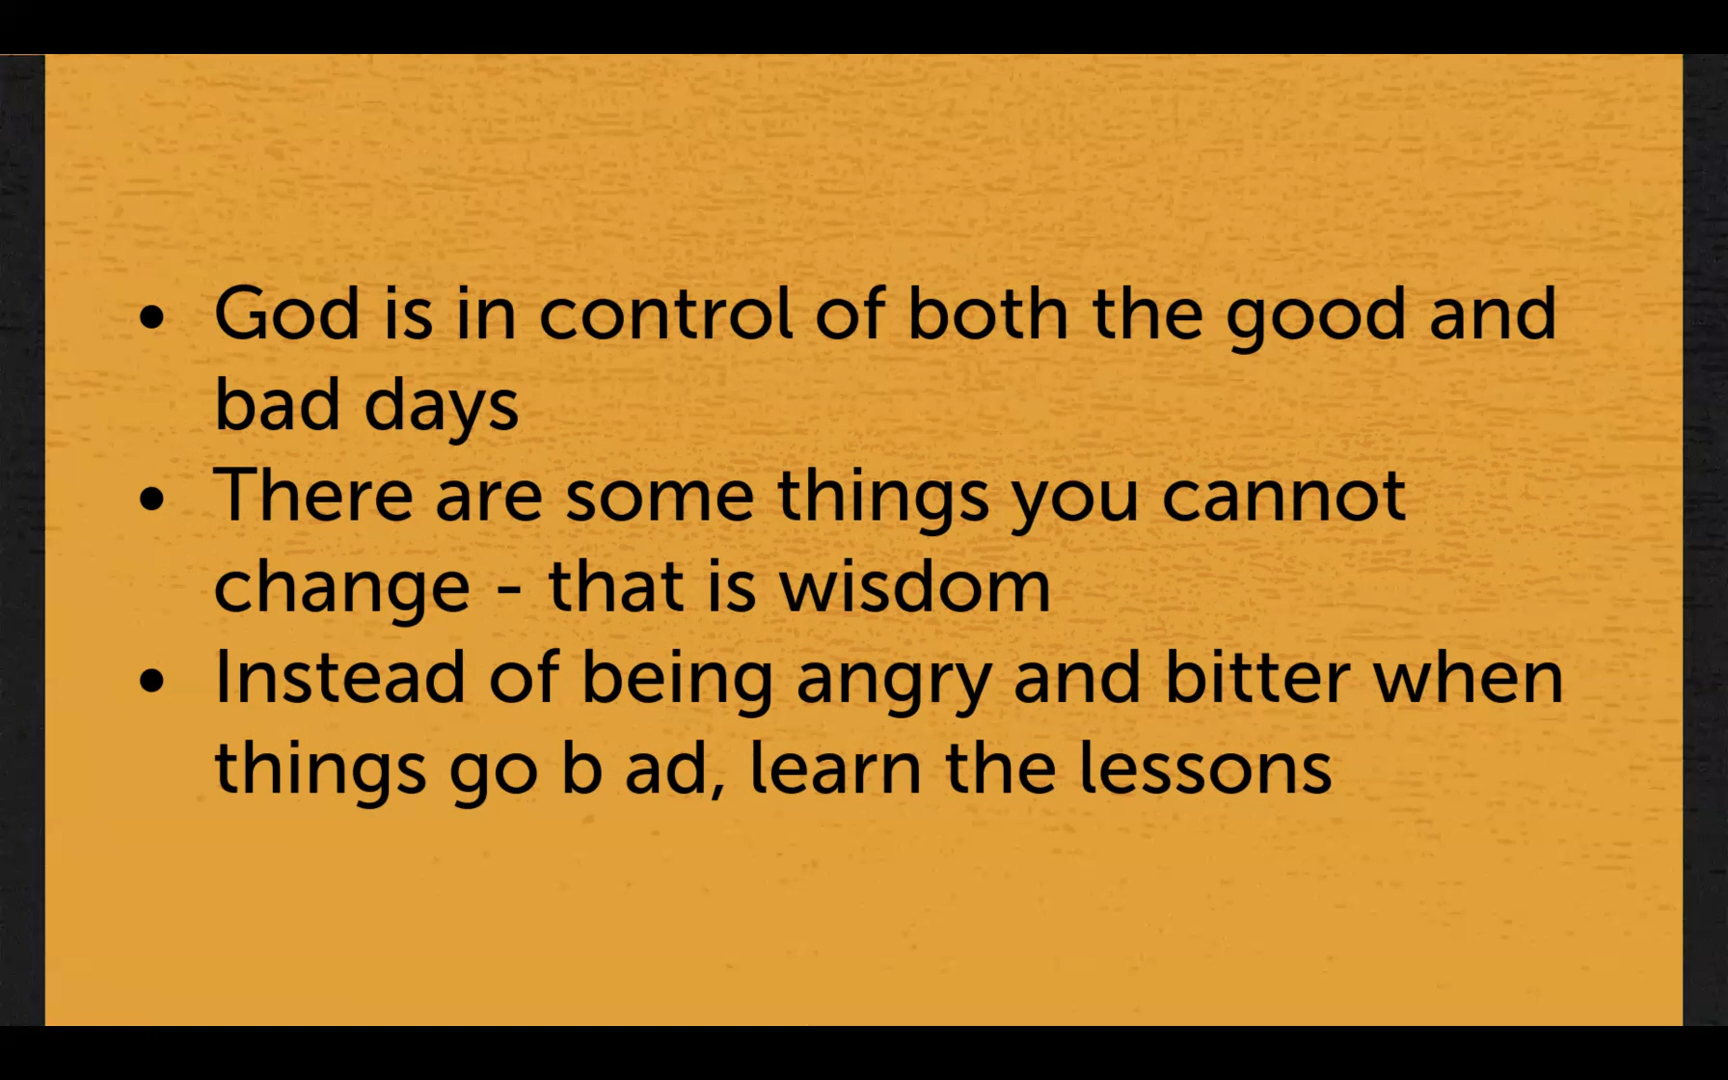 • God is in control of both the good and
bad days
• There are some things you cannot
change - that is wisdom
• Instead of being angry and bitter when
things go b ad, learn the lessons